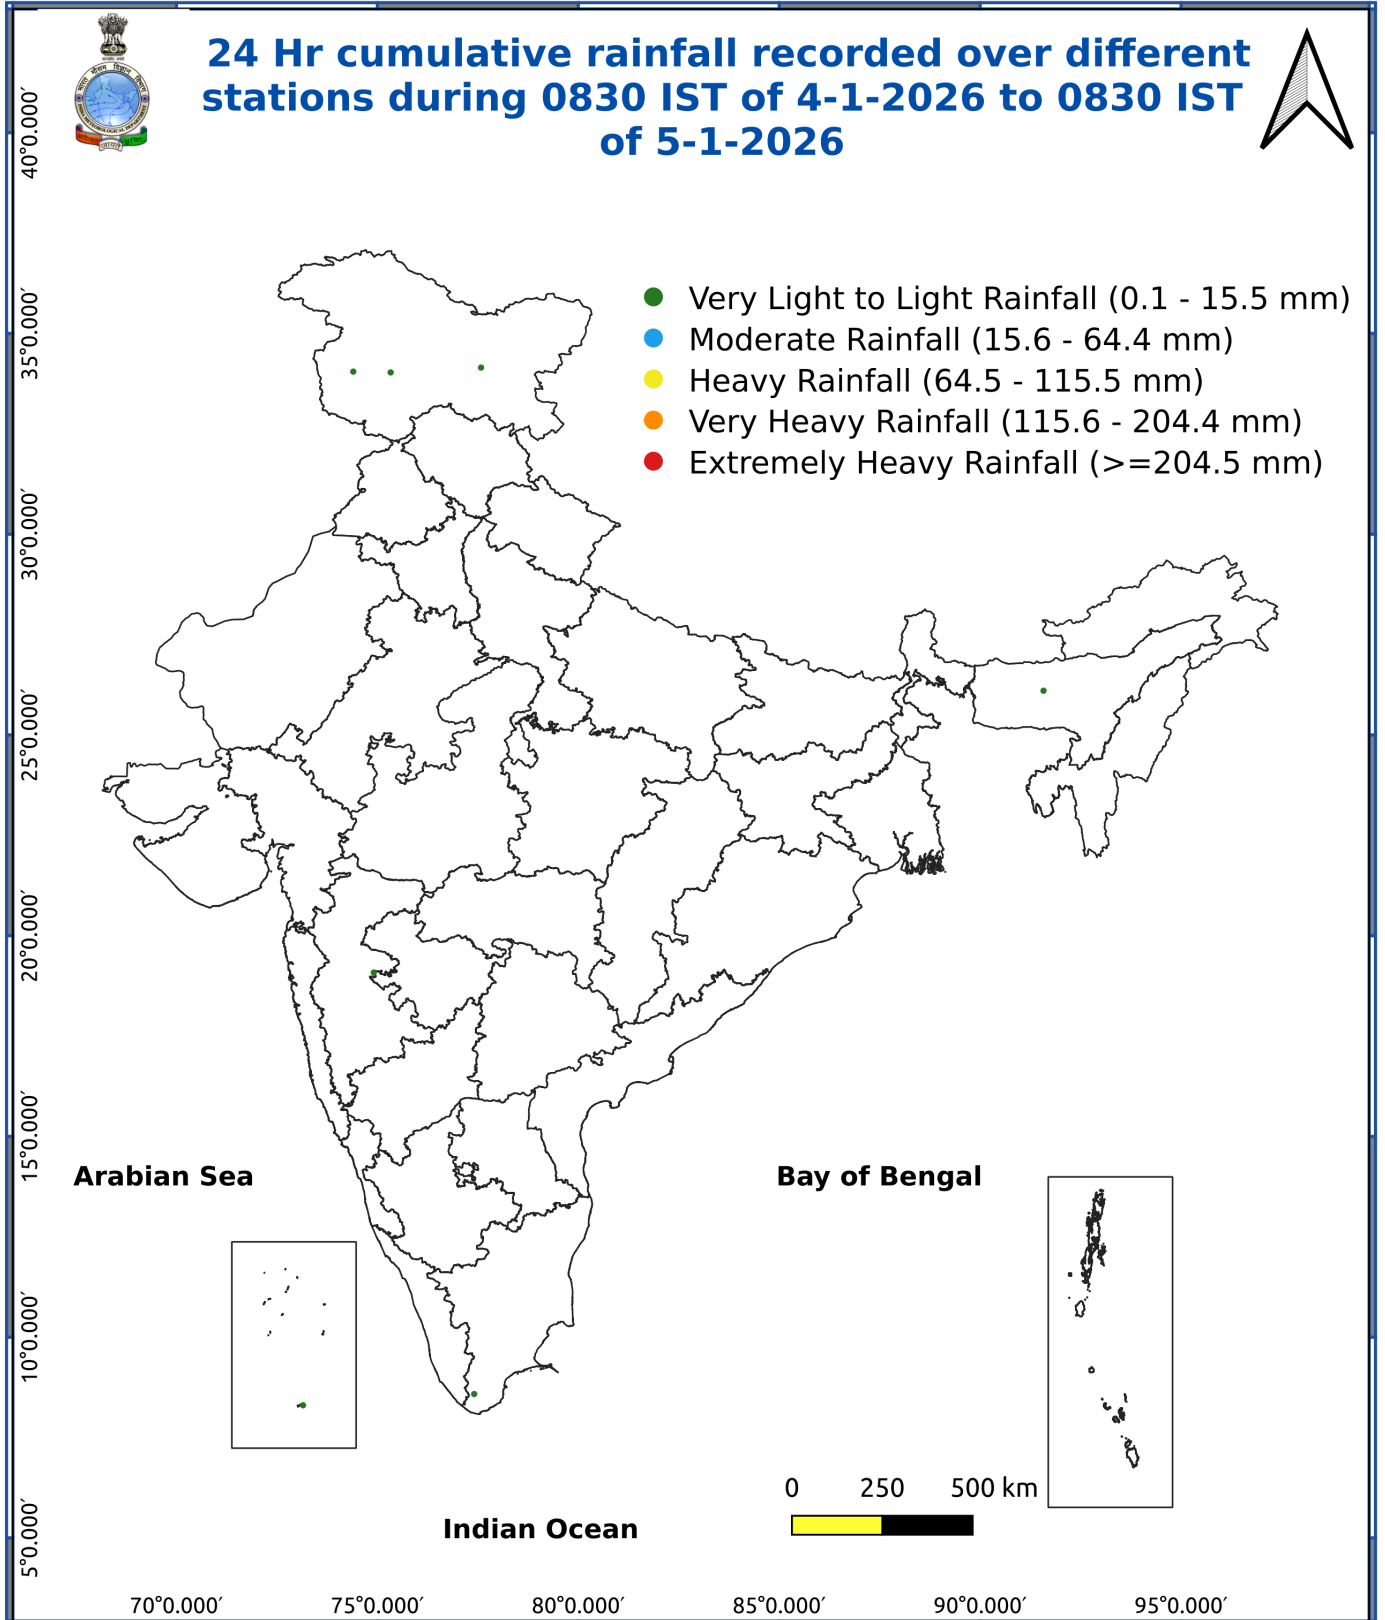 24 Hr cumulative rainfall recorded over different
stations during 0830 IST of 4-1-2026 to 0830 IST
of 5-1-2026
Very Light to Light Rainfall (0.1 - 15.5 mm)
Moderate Rainfall (15.6 - 64.4 mm)
Heavy Rainfall (64.5 - 115.5 mm)
Very Heavy Rainfall (115.6 - 204.4 mm)
Extremely Heavy Rainfall (>=204.5 mm)
40°0.000′
35°0.000′
30°0.000′
25°0.000′
20°0.000′
15°0.000′
10°0.000′
5°0.000′
Arabian Sea
Bay of Bengal
Indian Ocean
0 250 500 km
70°0.000′ 75°0.000′ 80°0.000′ 85°0.000′ 90°0.000′ 95°0.000′